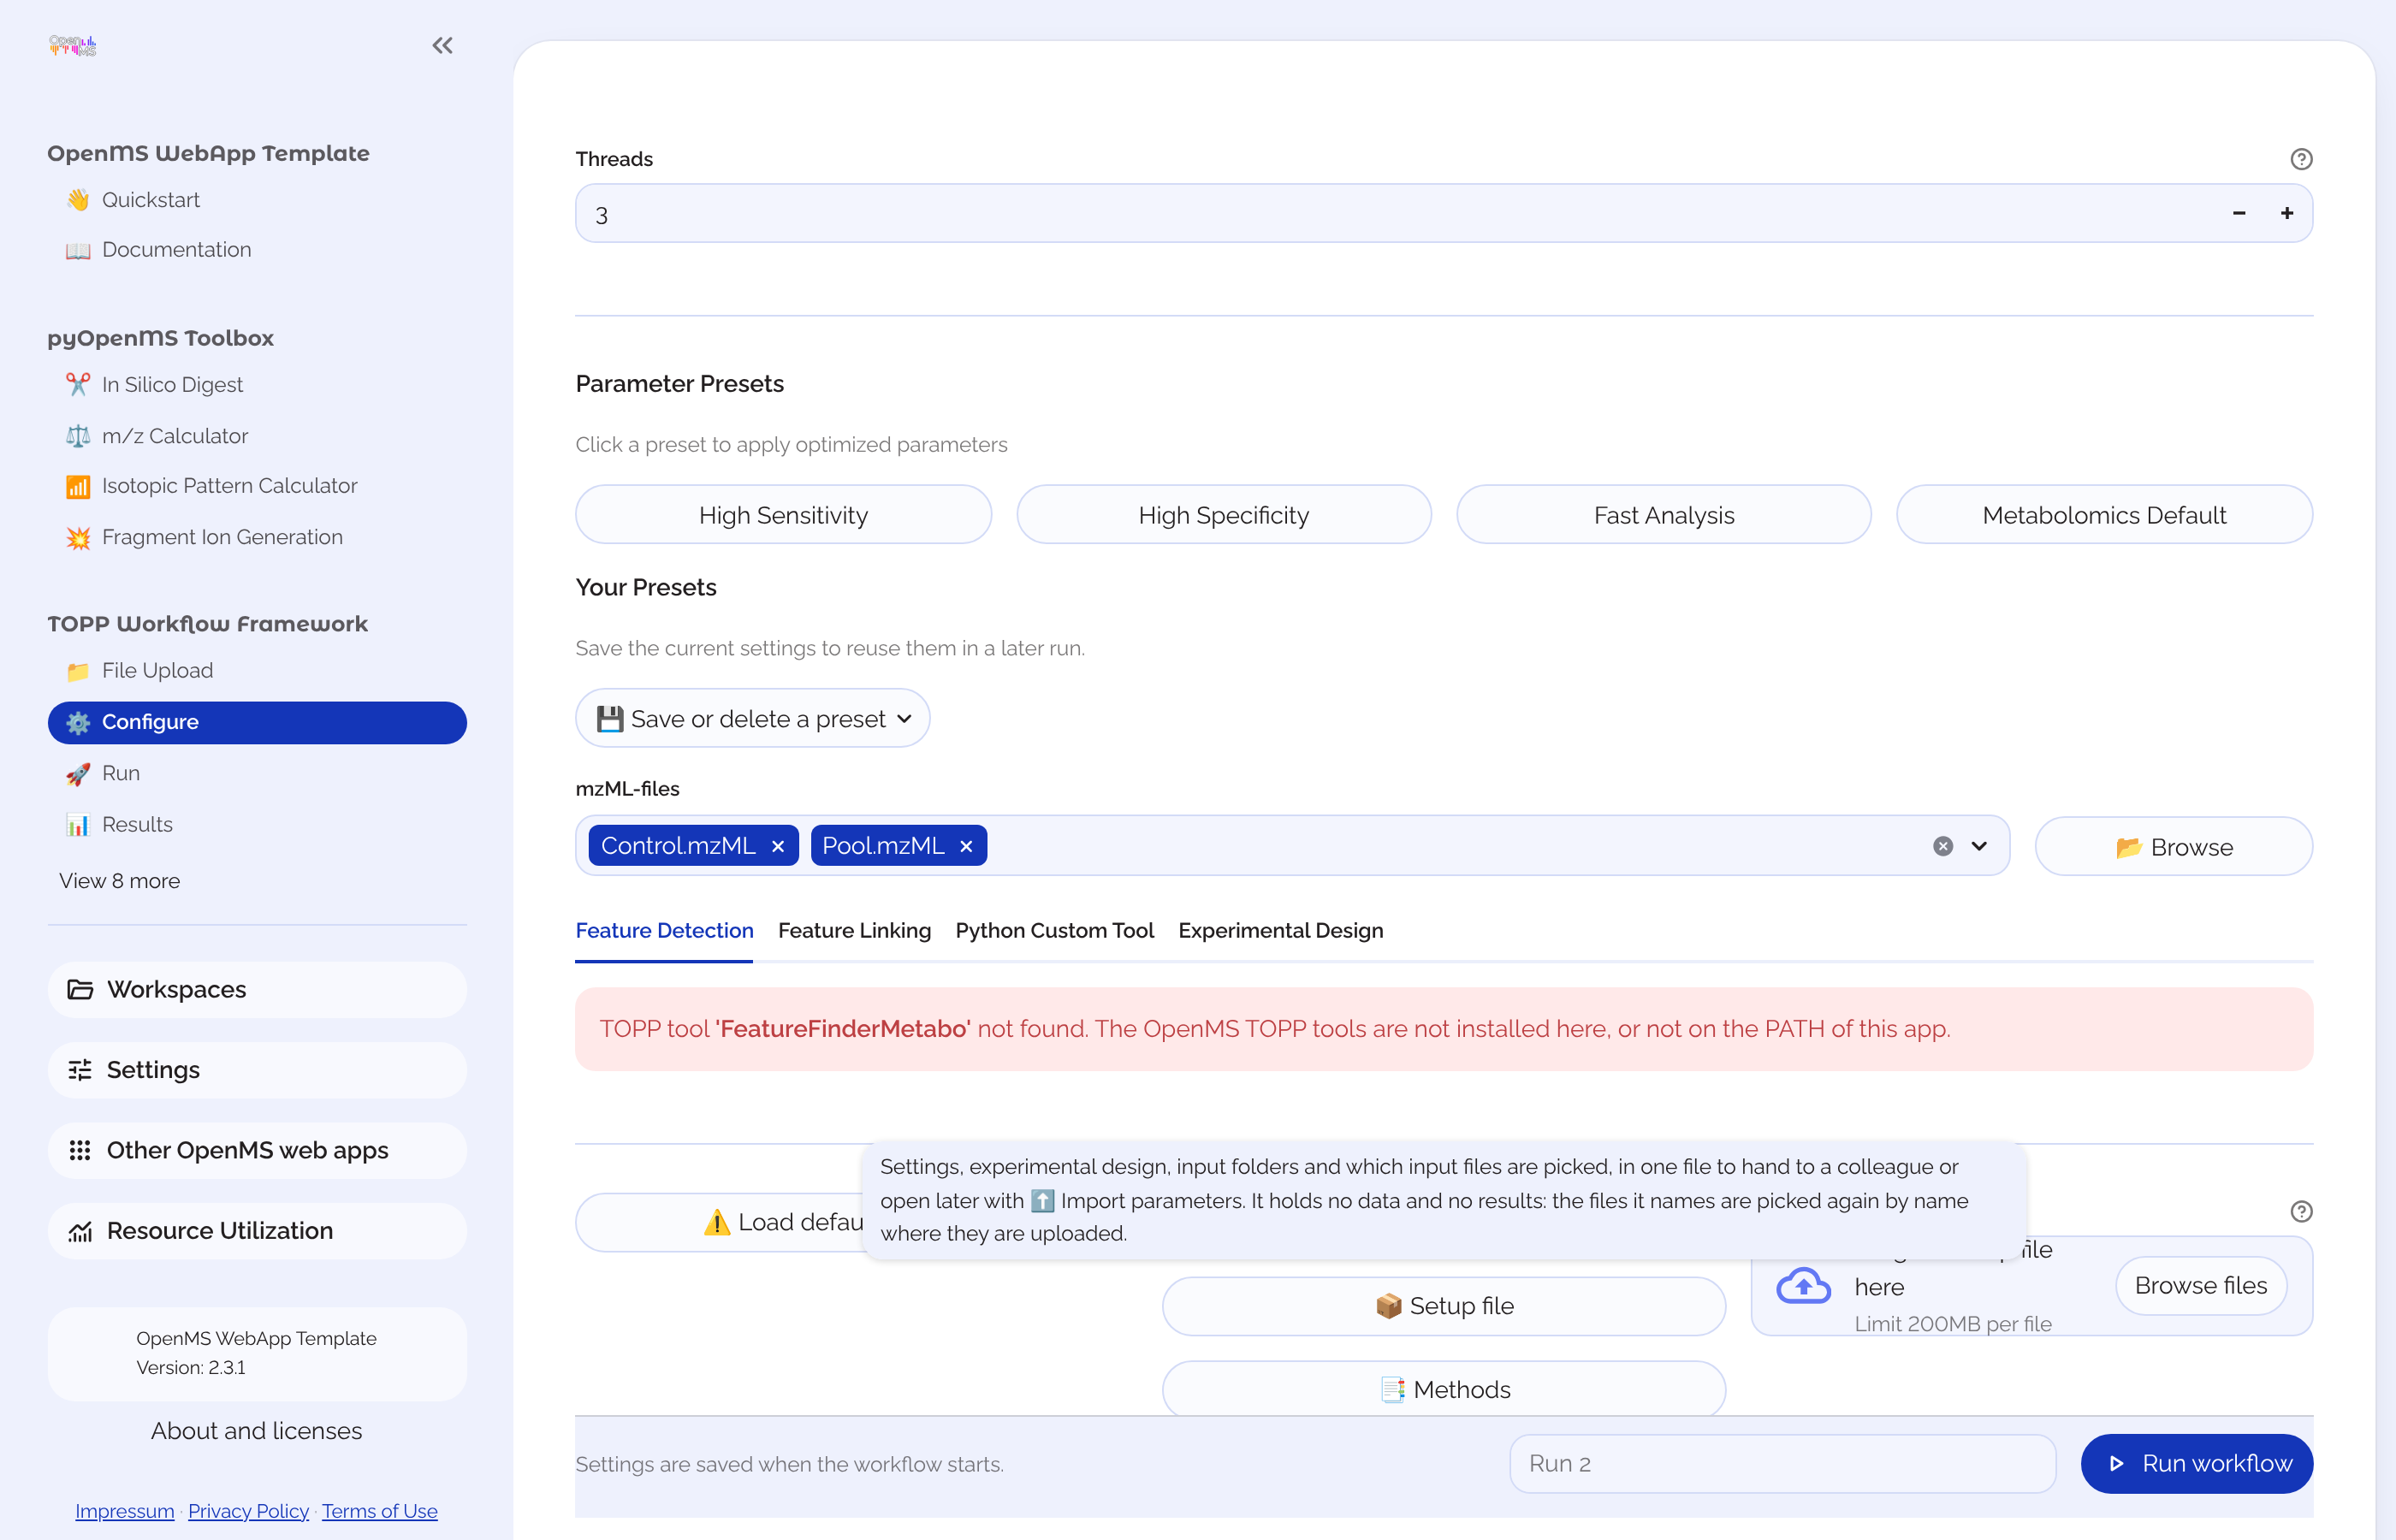 OpenMS
OpenMS WebApp Template
Quickstart
Documentation
pyOpenMS Toolbox
In Silico Digest
m/z Calculator
Isotopic Pattern Calculator
Fragment Ion Generation
TOPP Workflow Framework
File Upload
Configure
Run
Results
View 8 more
Workspaces
Settings
Other OpenMS web apps
Resource Utilization
OpenMS WebApp Template
Version: 2.3.1
About and licenses
Impressum · Privacy Policy · Terms of Use
Threads
3
Parameter Presets
Click a preset to apply optimized parameters
High Sensitivity
High Specificity
Fast Analysis
Metabolomics Default
Your Presets
Save the current settings to reuse them in a later run.
💾 Save or delete a preset
mzML-files
Control.mzML
Pool.mzML
📂 Browse
Feature Detection
Feature Linking
Python Custom Tool
Experimental Design
TOPP tool 'FeatureFinderMetabo' not found. The OpenMS TOPP tools are not installed here, or not on the PATH of this app.
Settings, experimental design, input folders and which input files are picked, in one file to hand to a colleague or
open later with ⬆️ Import parameters. It holds no data and no results: the files it names are picked again by name
where they are uploaded.
⚠️ Load defau
file
here
Limit 200MB per file
Browse files
📦 Setup file
📑 Methods
Settings are saved when the workflow starts.
Run 2
Run workflow